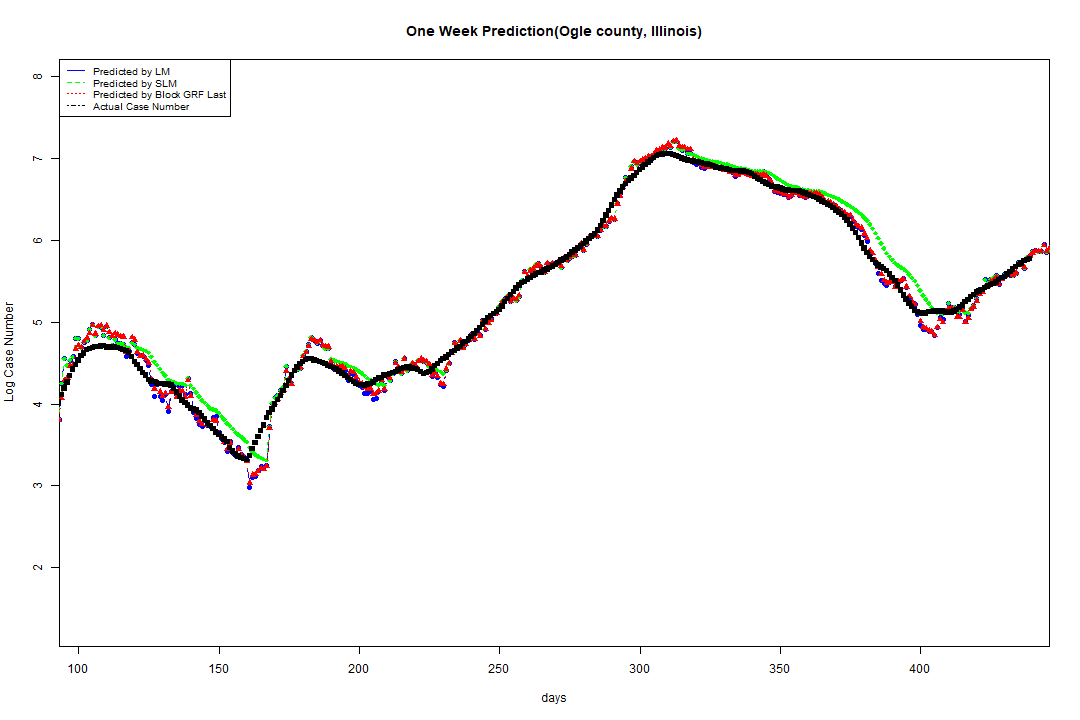 One Week Prediction(Ogle county, Illinois)
Predicted by LM
Predicted by SLM
Predicted by Block GRF Last
Actual Case Number
8
7
6
5
4
3
2
Log Case Number
100 150 200 250 300 350 400
days